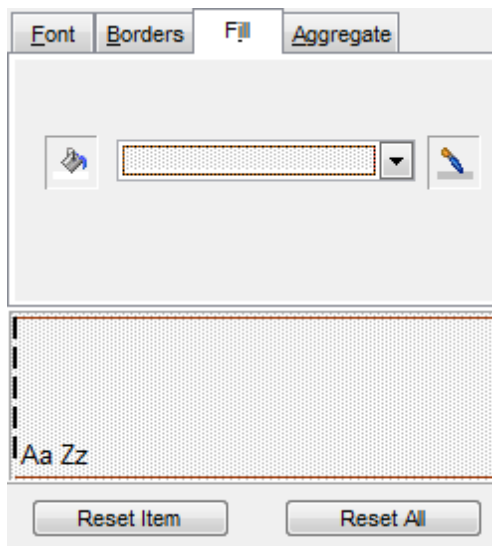 Font Borders Fill Aggregate
Aa Zz
Reset Item Reset All